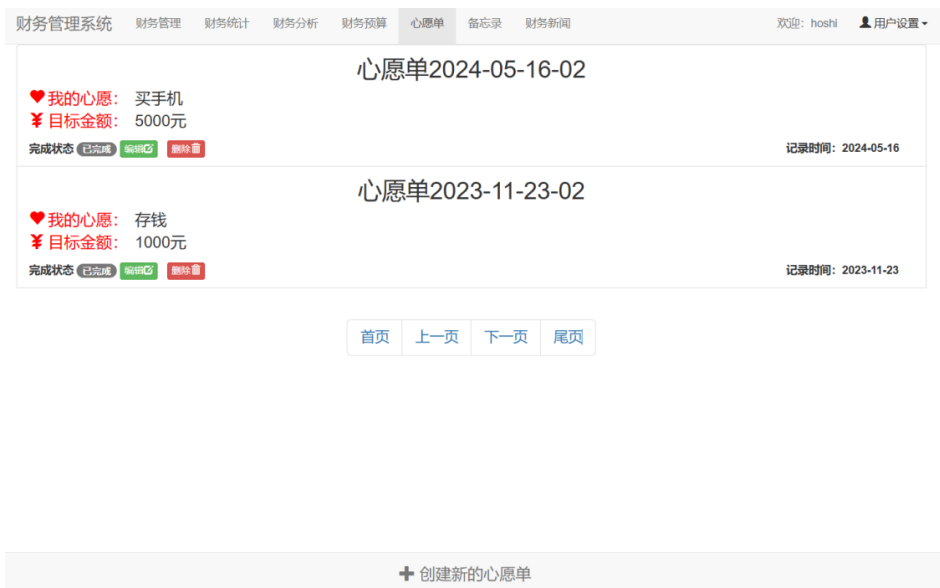 财务管理系统 财务管理 财务统计 财务分析 财务预算 心愿单 备忘录 财务新闻 欢迎: hoshi 用户设置
心愿单2024-05-16-02
我的心愿: 买手机
¥ 目标金额: 5000元
完成状态 已完成 编辑 删除 记录时间: 2024-05-16
心愿单2023-11-23-02
我的心愿: 存钱
¥ 目标金额: 1000元
完成状态 已完成 编辑 删除 记录时间: 2023-11-23
首页 上一页 下一页 尾页
创建新的心愿单